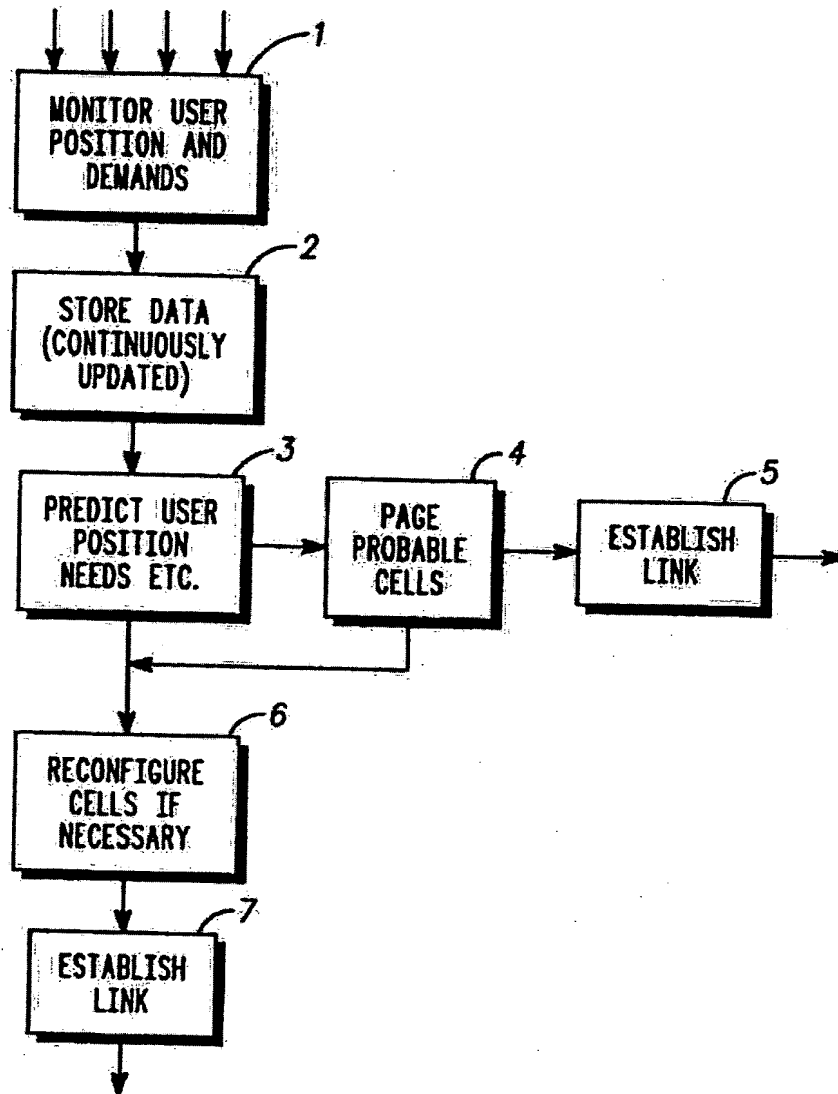 1
MONITOR USER
POSITION AND
DEMANDS
2
STORE DATA
(CONTINUOUSLY
UPDATED)
3
PREDICT USER
POSITION
NEEDS ETC.
4
PAGE
PROBABLE
CELLS
5
ESTABLISH
LINK
6
RECONFIGURE
CELLS IF
NECESSARY
7
ESTABLISH
LINK